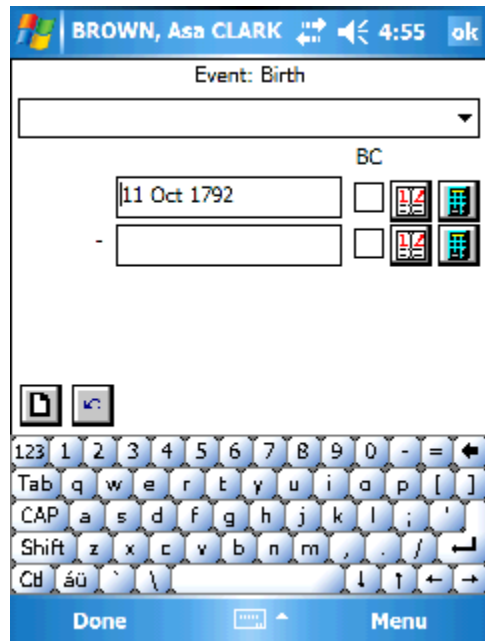 BROWN, Asa CLARK 4:55 ok
Event: Birth
BC
11 Oct 1792
-
123 1 2 3 4 5 6 7 8 9 0 - =
Tab q w e r t y u i o p [ ]
CAP a s d f g h j k l ; '
Shift z x c v b n m , . /
Ctl áü ` \
Done Menu